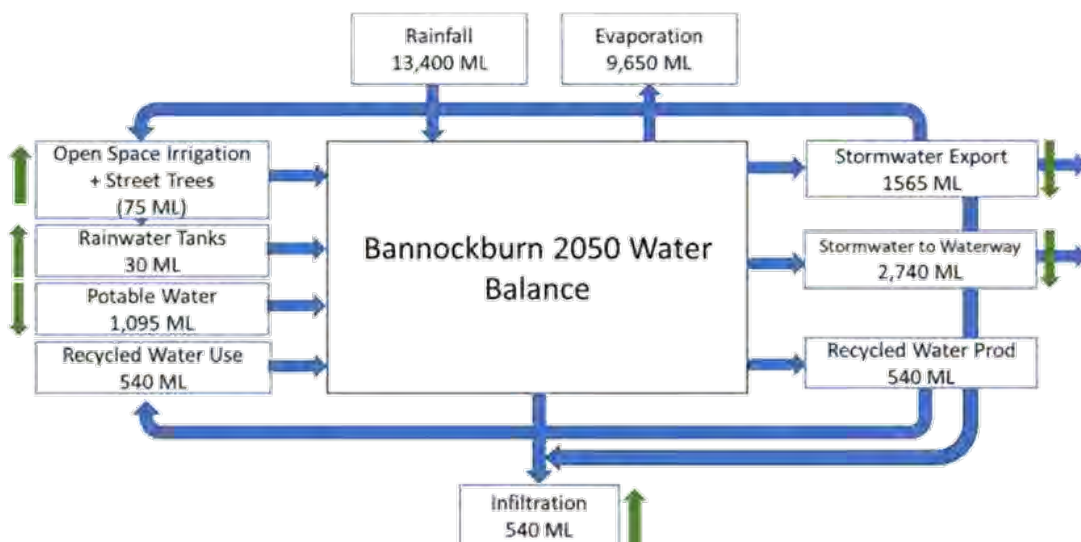 Rainfall
13,400 ML
Evaporation
9,650 ML
Open Space Irrigation
+ Street Trees
(75 ML)
Rainwater Tanks
30 ML
Potable Water
1,095 ML
Recycled Water Use
540 ML
Bannockburn 2050 Water
Balance
Stormwater Export
1565 ML
Stormwater to Waterway
2,740 ML
Recycled Water Prod
540 ML
Infiltration
540 ML